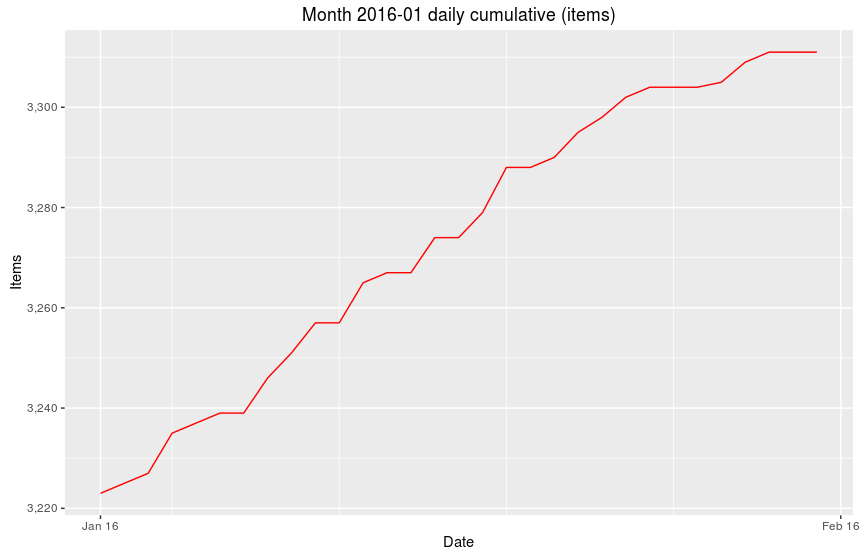 Month 2016-01 daily cumulative (items)
Items
3,300
3,280
3,260
3,240
3,220
Jan 16
Feb 16
Date